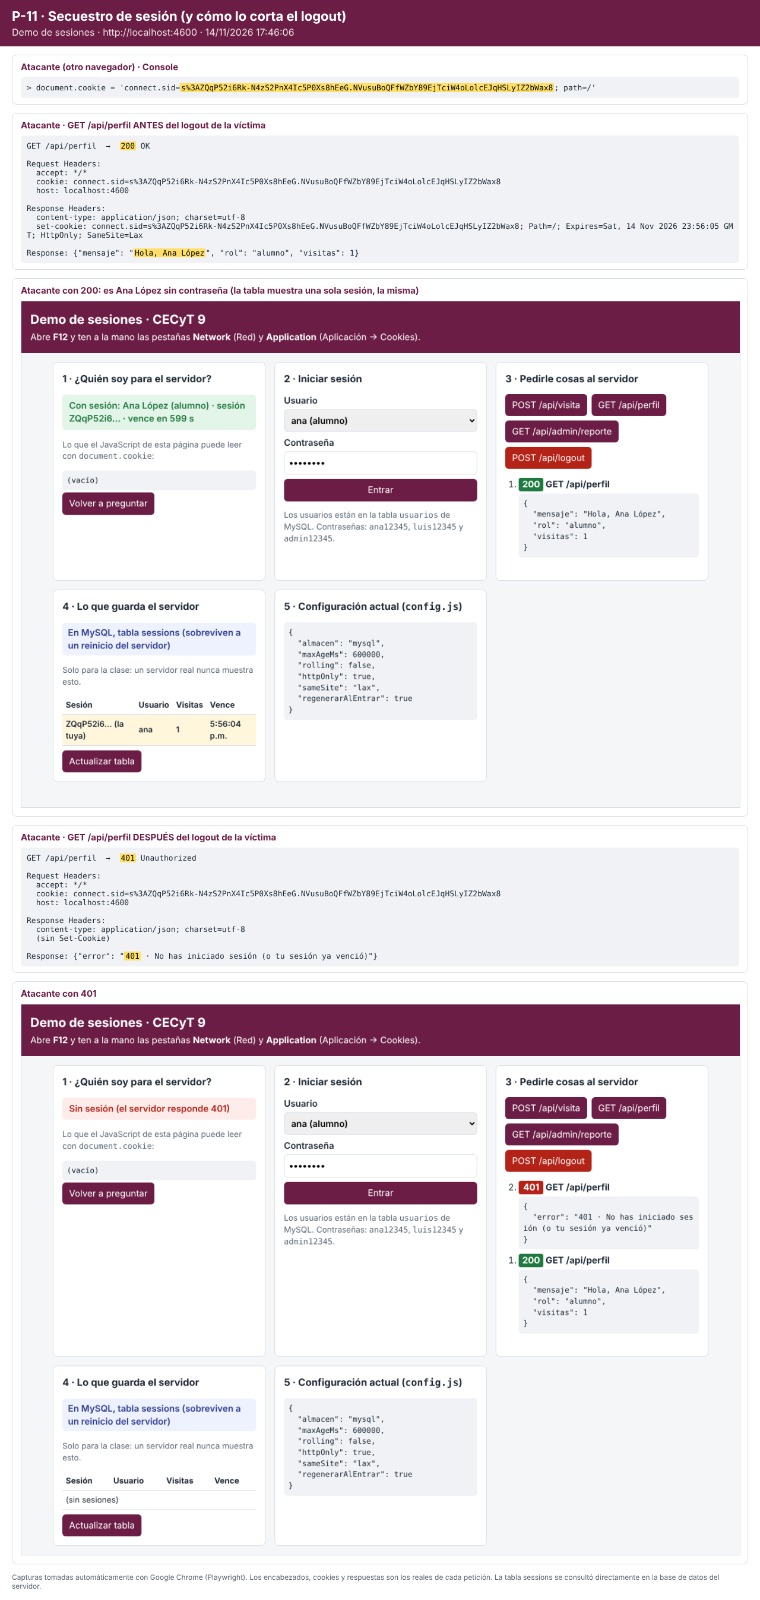 P-11 · Secuestro de sesión (y cómo lo corta el logout)
Demo de sesiones · http://localhost:4600 · 14/11/2026 17:46:06
Atacante (otro navegador) · Console
> document.cookie = 'connect.sid=s%3AZQqP52i6Rk-N4zS2PnX4Ic5P0Xs8hEeG.NVusuBoQFfWZbY89EjTciW4oLolcEJqHSLyIZ2bWax8; path=/'
Atacante · GET /api/perfil ANTES del logout de la víctima
GET /api/perfil → 200 OK
Request Headers:
accept: */*
cookie: connect.sid=s%3AZQqP52i6Rk-N4zS2PnX4Ic5P0Xs8hEeG.NVusuBoQFfWZbY89EjTciW4oLolcEJqHSLyIZ2bWax8
host: localhost:4600
Response Headers:
content-type: application/json; charset=utf-8
set-cookie: connect.sid=s%3AZQqP52i6Rk-N4zS2PnX4Ic5P0Xs8hEeG.NVusuBoQFfWZbY89EjTciW4oLolcEJqHSLyIZ2bWax8; Path=/; Expires=Sat, 14 Nov 2026 23:56:05 GM
T; HttpOnly; SameSite=Lax
Response: {"mensaje": "Hola, Ana López", "rol": "alumno", "visitas": 1}
Atacante con 200: es Ana López sin contraseña (la tabla muestra una sola sesión, la misma)
Demo de sesiones · CECyT 9
Abre F12 y ten a la mano las pestañas Network (Red) y Application (Aplicación → Cookies).
1 · ¿Quién soy para el servidor?
Con sesión: Ana López (alumno) · sesión
ZQqP52i6... · vence en 599 s
Lo que el JavaScript de esta página puede leer
con document.cookie:
(vacío)
Volver a preguntar
2 · Iniciar sesión
Usuario
ana (alumno)
Contraseña
••••••••
Entrar
Los usuarios están en la tabla usuarios de
MySQL. Contraseñas: ana12345, luis12345 y
admin12345.
3 · Pedirle cosas al servidor
POST /api/visita GET /api/perfil
GET /api/admin/reporte
POST /api/logout
1. 200 GET /api/perfil
{
"mensaje": "Hola, Ana López",
"rol": "alumno",
"visitas": 1
}
4 · Lo que guarda el servidor
En MySQL, tabla sessions (sobreviven a
un reinicio del servidor)
Solo para la clase: un servidor real nunca muestra
esto.
Sesión Usuario Visitas Vence
ZQqP52i6... (la
tuya) ana 1 5:56:04
p.m.
Actualizar tabla
5 · Configuración actual (config.js)
{
"almacen": "mysql",
"maxAgeMs": 600000,
"rolling": false,
"httpOnly": true,
"sameSite": "lax",
"regenerarAlEntrar": true
}
Atacante · GET /api/perfil DESPUÉS del logout de la víctima
GET /api/perfil → 401 Unauthorized
Request Headers:
accept: */*
cookie: connect.sid=s%3AZQqP52i6Rk-N4zS2PnX4Ic5P0Xs8hEeG.NVusuBoQFfWZbY89EjTciW4oLolcEJqHSLyIZ2bWax8
host: localhost:4600
Response Headers:
content-type: application/json; charset=utf-8
(sin Set-Cookie)
Response: {"error": "401 · No has iniciado sesión (o tu sesión ya venció)"}
Atacante con 401
Demo de sesiones · CECyT 9
Abre F12 y ten a la mano las pestañas Network (Red) y Application (Aplicación → Cookies).
1 · ¿Quién soy para el servidor?
Sin sesión (el servidor responde 401)
Lo que el JavaScript de esta página puede leer
con document.cookie:
(vacío)
Volver a preguntar
2 · Iniciar sesión
Usuario
ana (alumno)
Contraseña
••••••••
Entrar
Los usuarios están en la tabla usuarios de
MySQL. Contraseñas: ana12345, luis12345 y
admin12345.
3 · Pedirle cosas al servidor
POST /api/visita GET /api/perfil
GET /api/admin/reporte
POST /api/logout
2. 401 GET /api/perfil
{
"error": "401 · No has iniciado ses
ión (o tu sesión ya venció)"
}
1. 200 GET /api/perfil
{
"mensaje": "Hola, Ana López",
"rol": "alumno",
"visitas": 1
}
4 · Lo que guarda el servidor
En MySQL, tabla sessions (sobreviven a
un reinicio del servidor)
Solo para la clase: un servidor real nunca muestra
esto.
Sesión Usuario Visitas Vence
(sin sesiones)
Actualizar tabla
5 · Configuración actual (config.js)
{
"almacen": "mysql",
"maxAgeMs": 600000,
"rolling": false,
"httpOnly": true,
"sameSite": "lax",
"regenerarAlEntrar": true
}
Capturas tomadas automáticamente con Google Chrome (Playwright). Los encabezados, cookies y respuestas son los reales de cada petición. La tabla sessions se consultó directamente en la base de datos del
servidor.